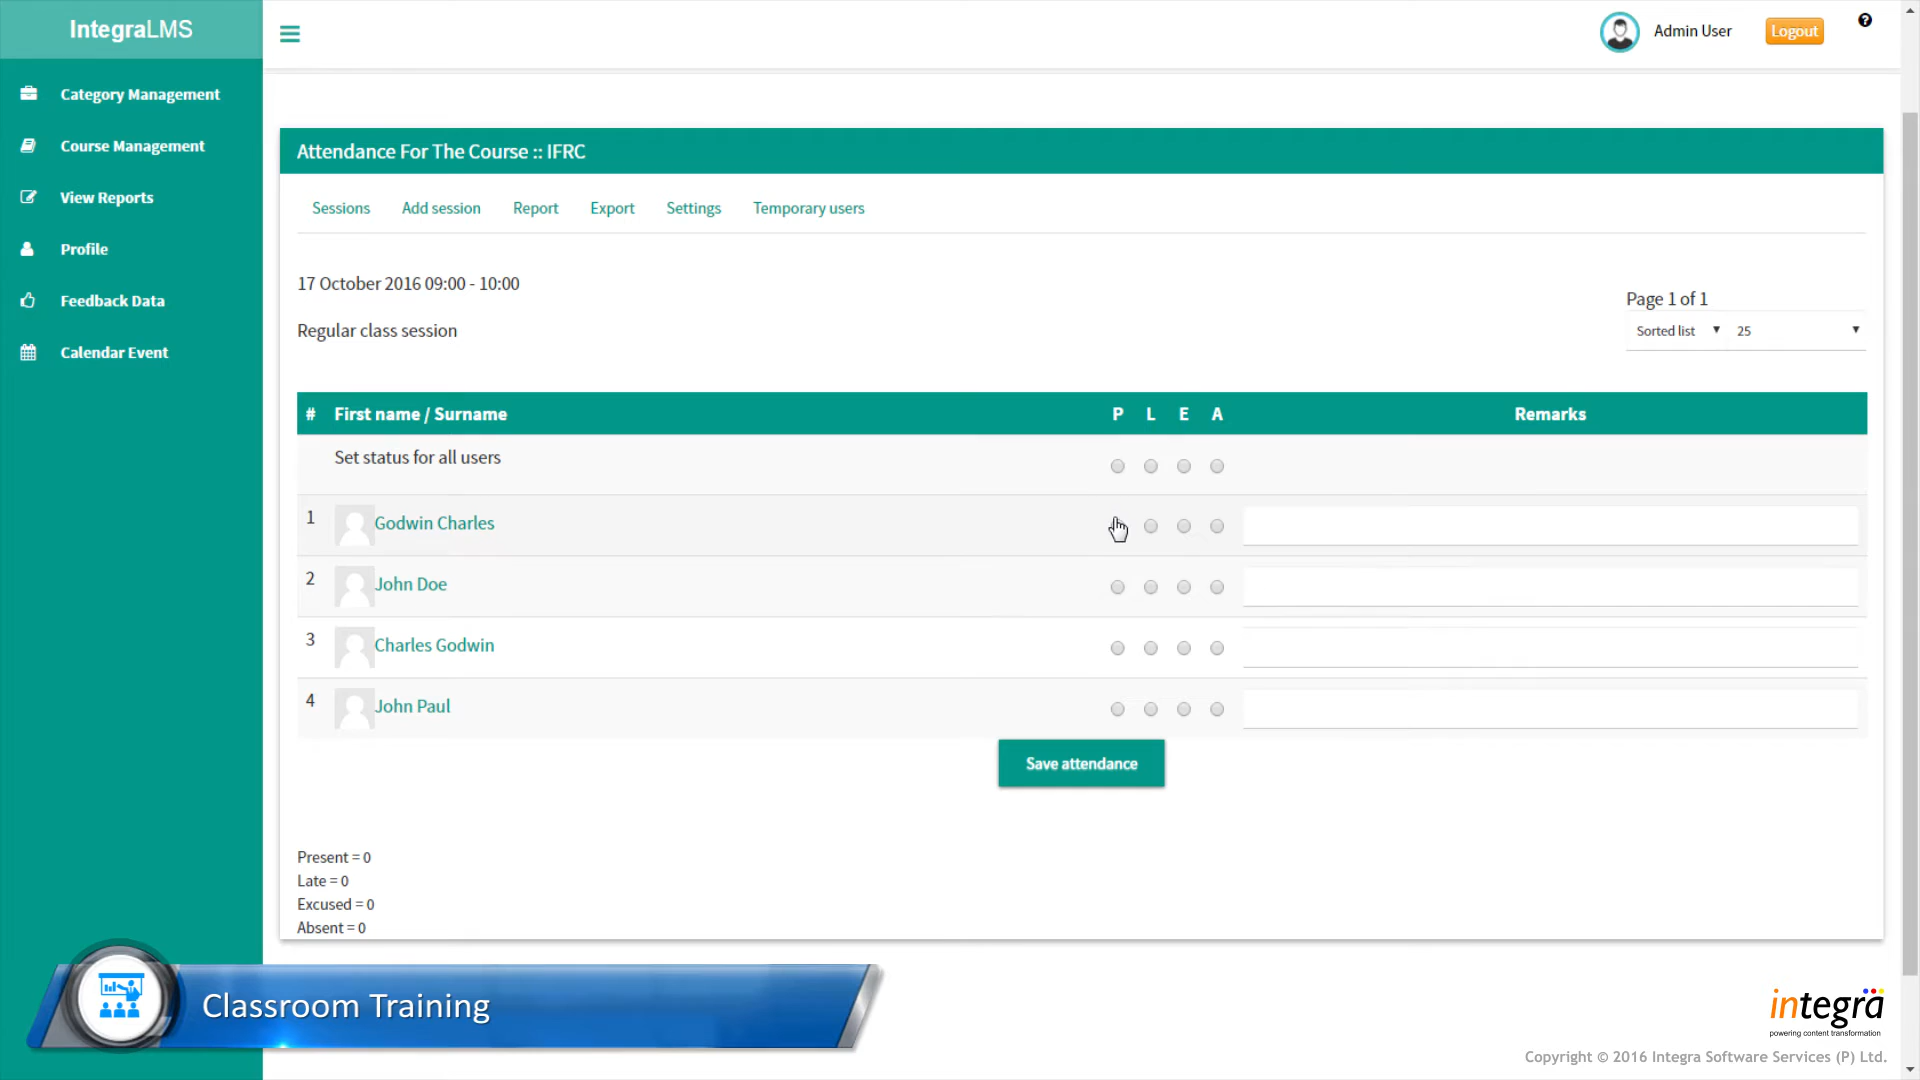 IntegraLMS
Admin User
Logout
Category Management
Course Management
View Reports
Profile
Feedback Data
Calendar Event
Attendance For The Course :: IFRC
Sessions Add session Report Export Settings Temporary users
17 October 2016 09:00 - 10:00
Page 1 of 1
Regular class session
Sorted list 25
# First name / Surname P L E A Remarks
Set status for all users
1 Godwin Charles
2 John Doe
3 Charles Godwin
4 John Paul
Save attendance
Present = 0
Late = 0
Excused = 0
Absent = 0
Classroom Training
integra
powering content transformation
Copyright © 2016 Integra Software Services (P) Ltd.